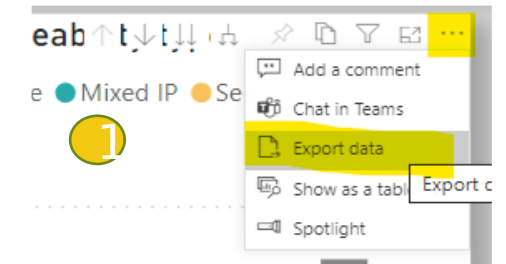 eab
Add a comment
e Mixed IP Se
Chat in Teams
1
Export data
Show as a tabl
Export
Spotlight